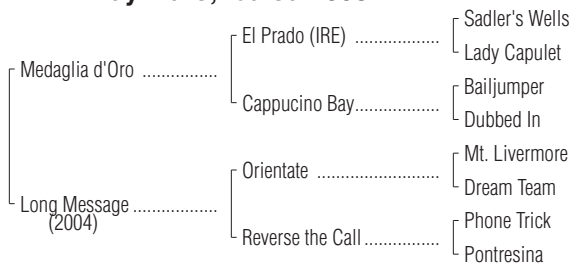 Sadler's Wells
El Prado (IRE) ...................
Lady Capulet
Medaglia d'Oro ................
Bailjumper
Cappucino Bay...................
Dubbed In
Mt. Livermore
Orientate ...................
Dream Team
Long Message ..................
(2004)
Phone Trick
Reverse the Call.................
Pontresina